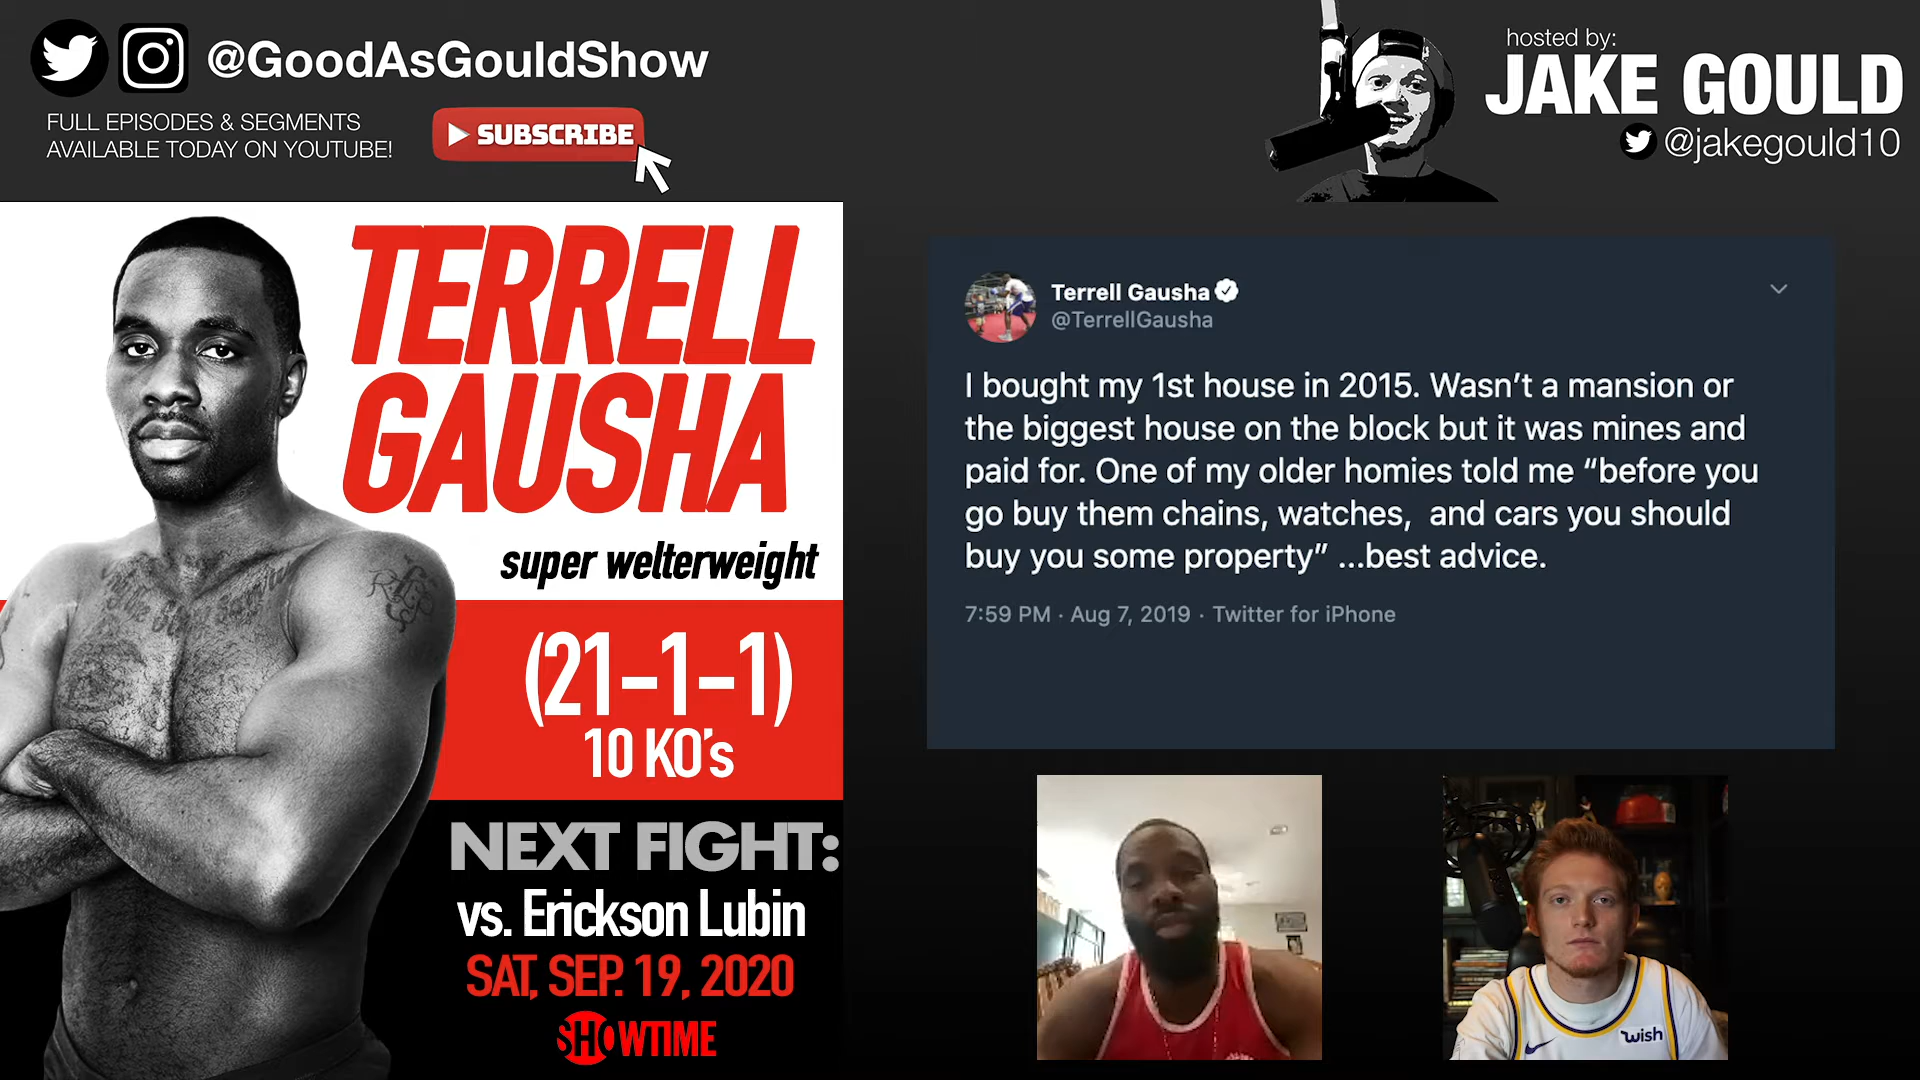 @GoodAsGouldShow
FULL EPISODES & SEGMENTS
AVAILABLE TODAY ON YOUTUBE!
SUBSCRIBE
hosted by:
JAKE GOULD
@jakegould10
TERRELL
GAUSHA
super welterweight
(21-1-1)
10 KO's
NEXT FIGHT:
vs. Erickson Lubin
SAT, SEP. 19, 2020
SHOWTIME
Terrell Gausha
@TerrellGausha
I bought my 1st house in 2015. Wasn’t a mansion or
the biggest house on the block but it was mines and
paid for. One of my older homies told me “before you
go buy them chains, watches,  and cars you should
buy you some property” ...best advice.
7:59 PM · Aug 7, 2019 · Twitter for iPhone
wish